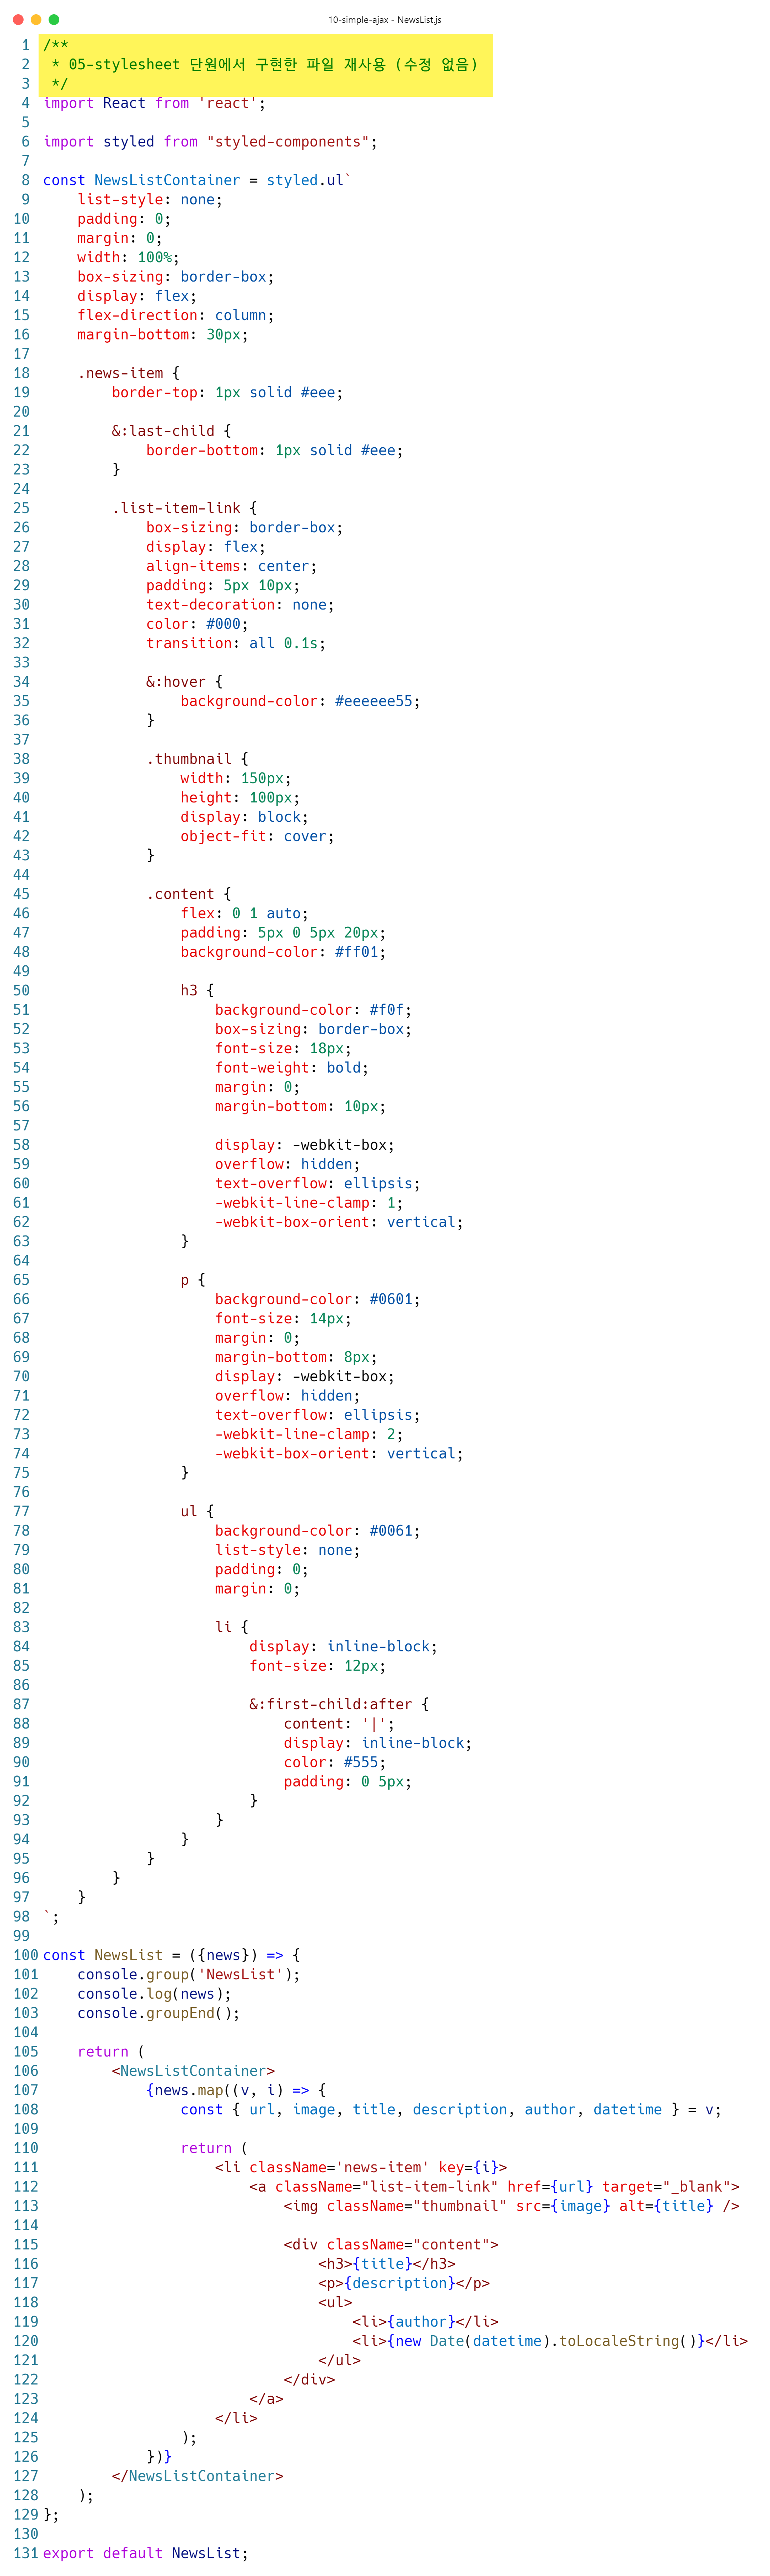 10-simple-ajax - NewsList.js
1 /**
2  * 05-stylesheet 단원에서 구현한 파일 재사용 (수정 없음)
3  */
4 import React from 'react';
5
6 import styled from "styled-components";
7
8 const NewsListContainer = styled.ul`
9     list-style: none;
10     padding: 0;
11     margin: 0;
12     width: 100%;
13     box-sizing: border-box;
14     display: flex;
15     flex-direction: column;
16     margin-bottom: 30px;
17
18     .news-item {
19         border-top: 1px solid #eee;
20
21         &:last-child {
22             border-bottom: 1px solid #eee;
23         }
24
25         .list-item-link {
26             box-sizing: border-box;
27             display: flex;
28             align-items: center;
29             padding: 5px 10px;
30             text-decoration: none;
31             color: #000;
32             transition: all 0.1s;
33
34             &:hover {
35                 background-color: #eeeeee55;
36             }
37
38             .thumbnail {
39                 width: 150px;
40                 height: 100px;
41                 display: block;
42                 object-fit: cover;
43             }
44
45             .content {
46                 flex: 0 1 auto;
47                 padding: 5px 0 5px 20px;
48                 background-color: #ff01;
49
50                 h3 {
51                     background-color: #f0f;
52                     box-sizing: border-box;
53                     font-size: 18px;
54                     font-weight: bold;
55                     margin: 0;
56                     margin-bottom: 10px;
57
58                     display: -webkit-box;
59                     overflow: hidden;
60                     text-overflow: ellipsis;
61                     -webkit-line-clamp: 1;
62                     -webkit-box-orient: vertical;
63                 }
64
65                 p {
66                     background-color: #0601;
67                     font-size: 14px;
68                     margin: 0;
69                     margin-bottom: 8px;
70                     display: -webkit-box;
71                     overflow: hidden;
72                     text-overflow: ellipsis;
73                     -webkit-line-clamp: 2;
74                     -webkit-box-orient: vertical;
75                 }
76
77                 ul {
78                     background-color: #0061;
79                     list-style: none;
80                     padding: 0;
81                     margin: 0;
82
83                     li {
84                         display: inline-block;
85                         font-size: 12px;
86
87                         &:first-child:after {
88                             content: '|';
89                             display: inline-block;
90                             color: #555;
91                             padding: 0 5px;
92                         }
93                     }
94                 }
95             }
96         }
97     }
98 `;
99
100 const NewsList = ({news}) => {
101     console.group('NewsList');
102     console.log(news);
103     console.groupEnd();
104
105     return (
106         <NewsListContainer>
107             {news.map((v, i) => {
108                 const { url, image, title, description, author, datetime } = v;
109
110                 return (
111                     <li className='news-item' key={i}>
112                         <a className="list-item-link" href={url} target="_blank">
113                             <img className="thumbnail" src={image} alt={title} />
114
115                             <div className="content">
116                                 <h3>{title}</h3>
117                                 <p>{description}</p>
118                                 <ul>
119                                     <li>{author}</li>
120                                     <li>{new Date(datetime).toLocaleString()}</li>
121                                 </ul>
122                             </div>
123                         </a>
124                     </li>
125                 );
126             })}
127         </NewsListContainer>
128     );
129 };
130
131 export default NewsList;